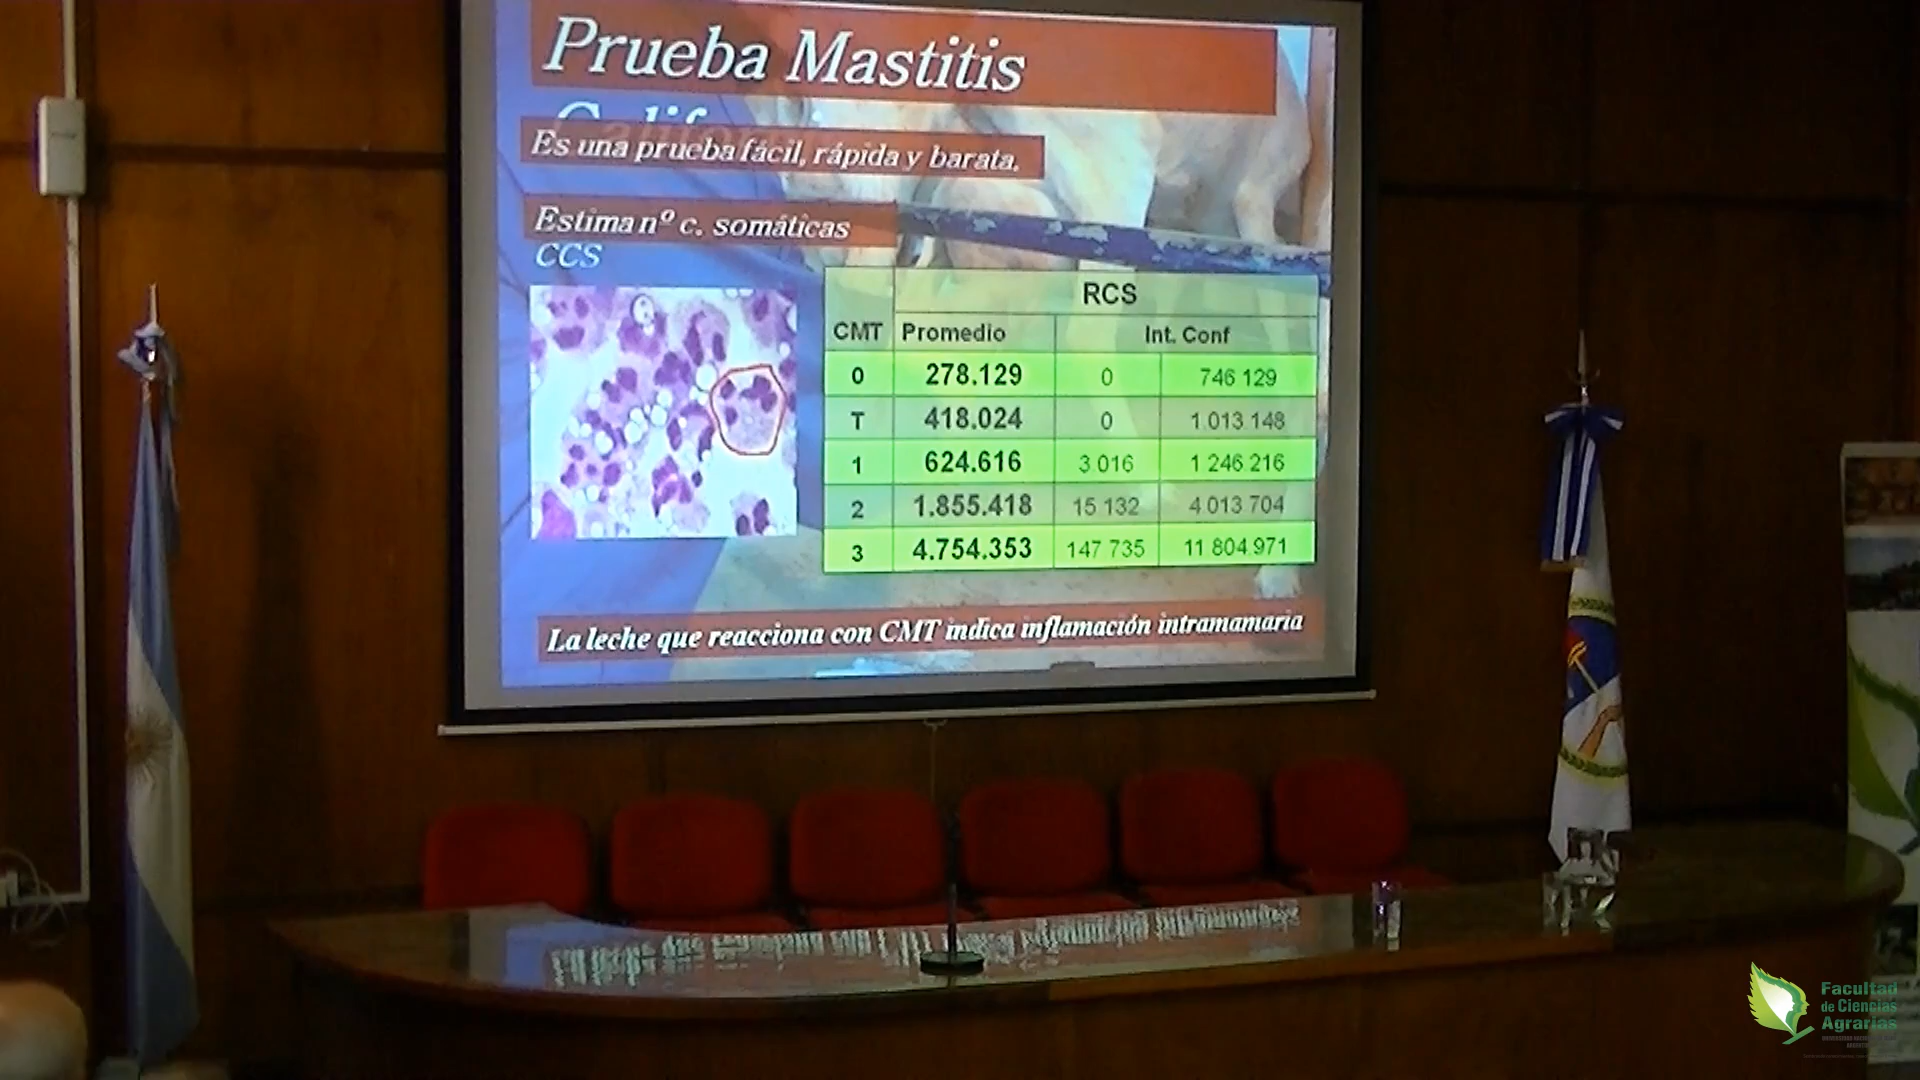 Prueba Mastitis
Es una prueba fácil, rápida y barata.
Estima nº c. somáticas
CCS
RCS
CMT Promedio Int. Conf
0 278.129 0 746 129
T 418.024 0 1 013 148
1 624.616 3 016 1 246 216
2 1.855.418 15 132 4 013 704
3 4.754.353 147 735 11 804 971
La leche que reacciona con CMT indica inflamación intramamaria
Facultad
de Ciencias
Agrarias